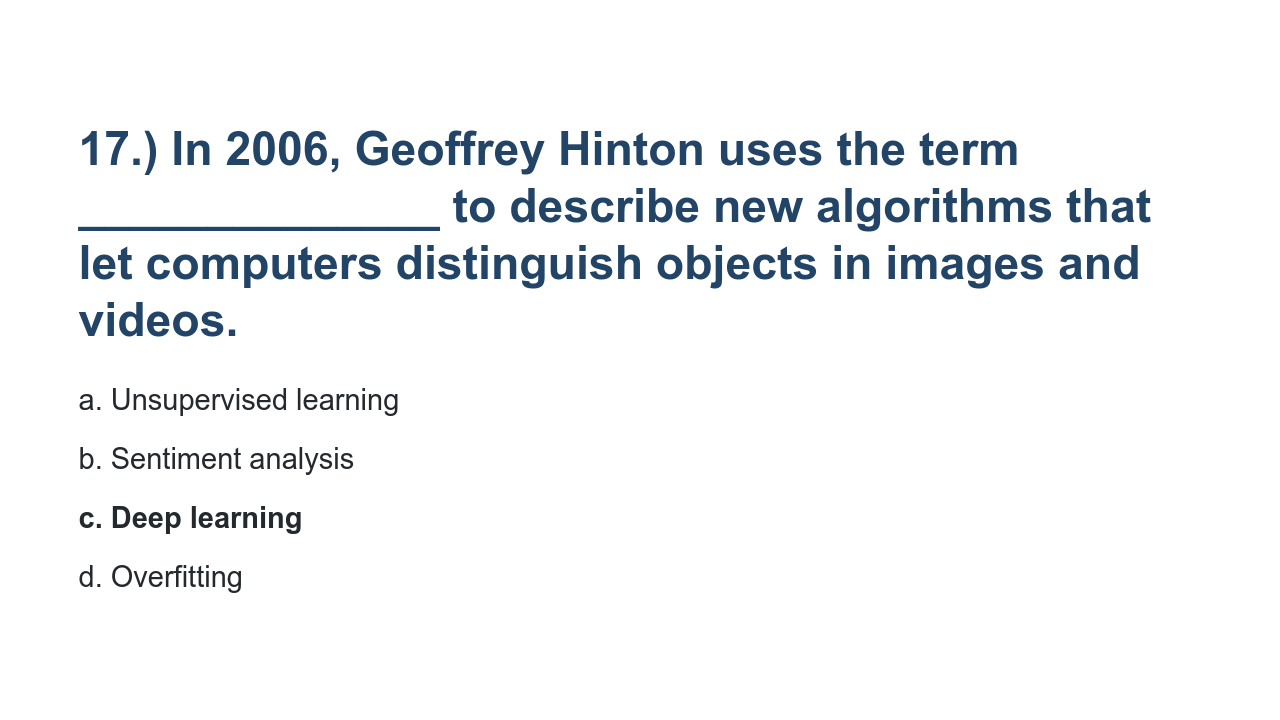 17.) In 2006, Geoffrey Hinton uses the term
______________ to describe new algorithms that
let computers distinguish objects in images and
videos.
a. Unsupervised learning
b. Sentiment analysis
c. Deep learning
d. Overfitting